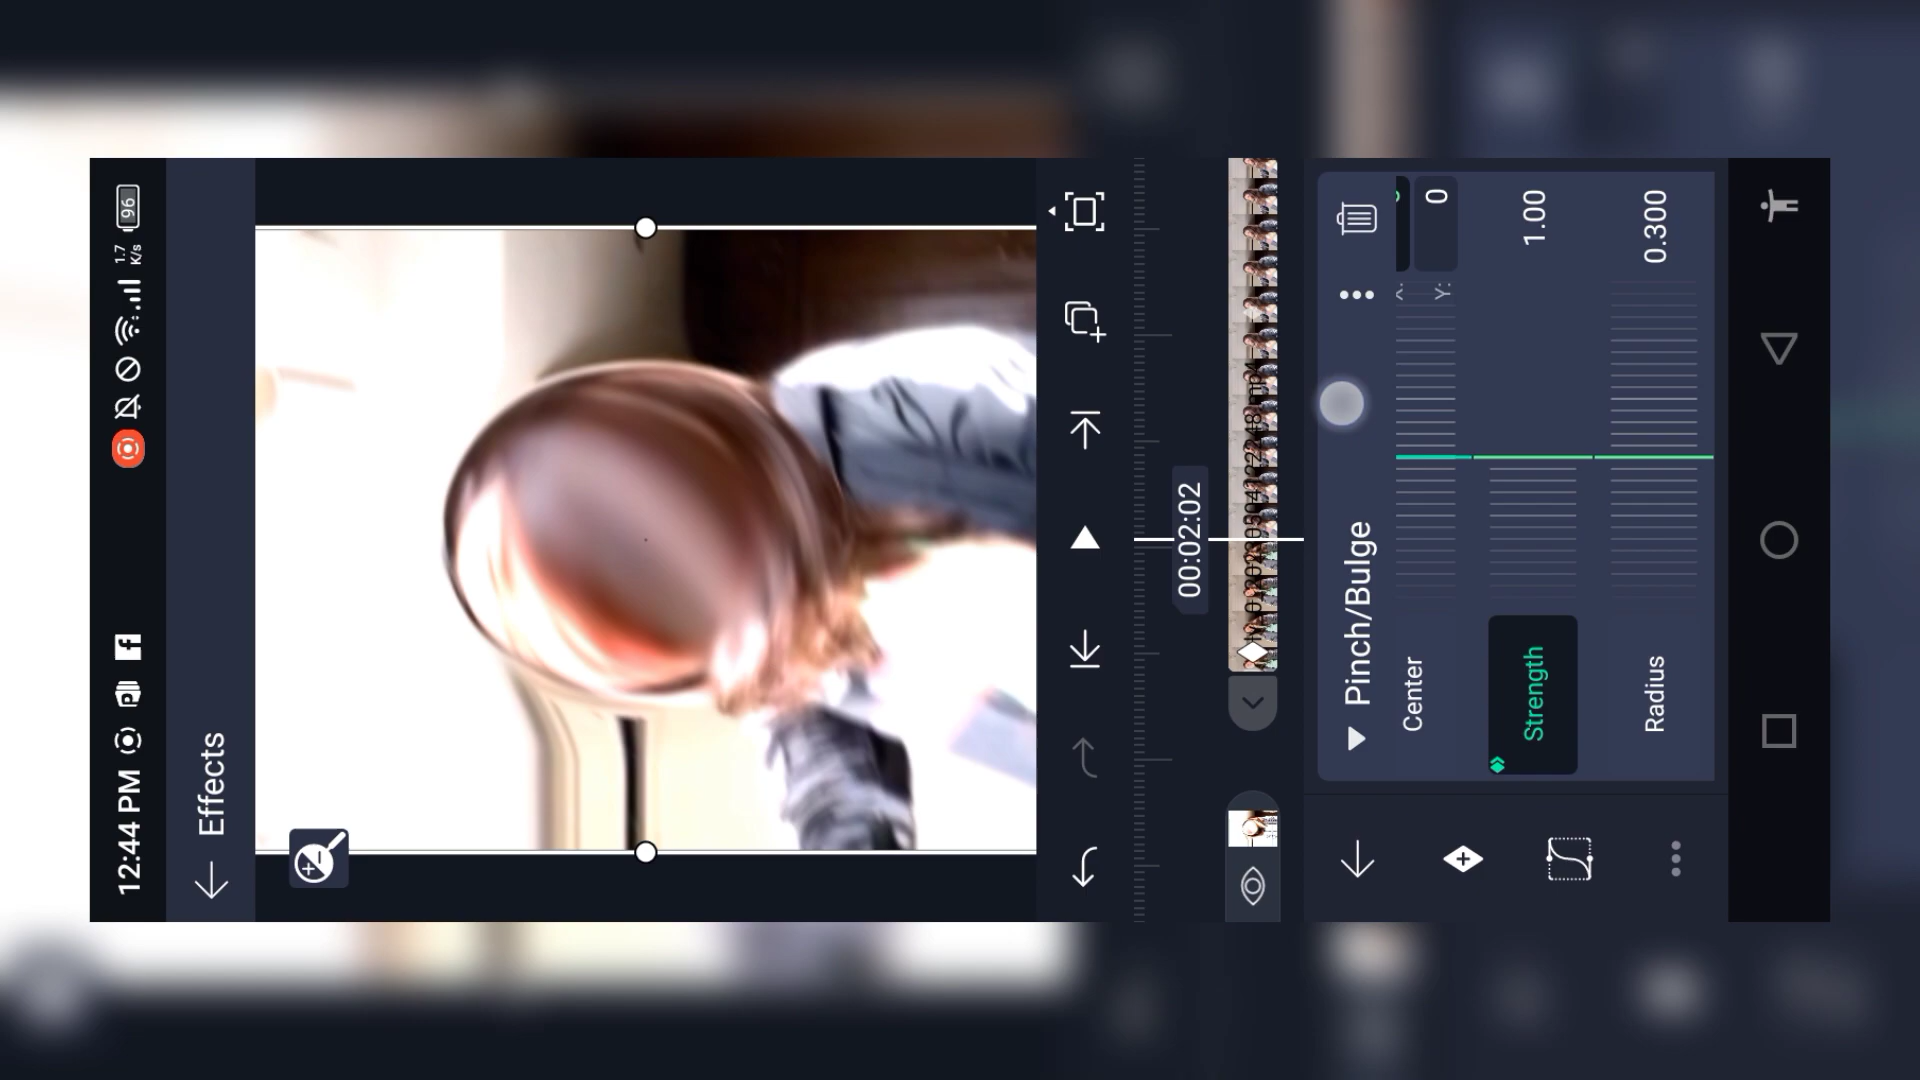 12:44 PM
1.7
K/s
96
Effects
00:02:02
Pinch/Bulge
Center
Y:
0
Strength
1.00
Radius
0.300